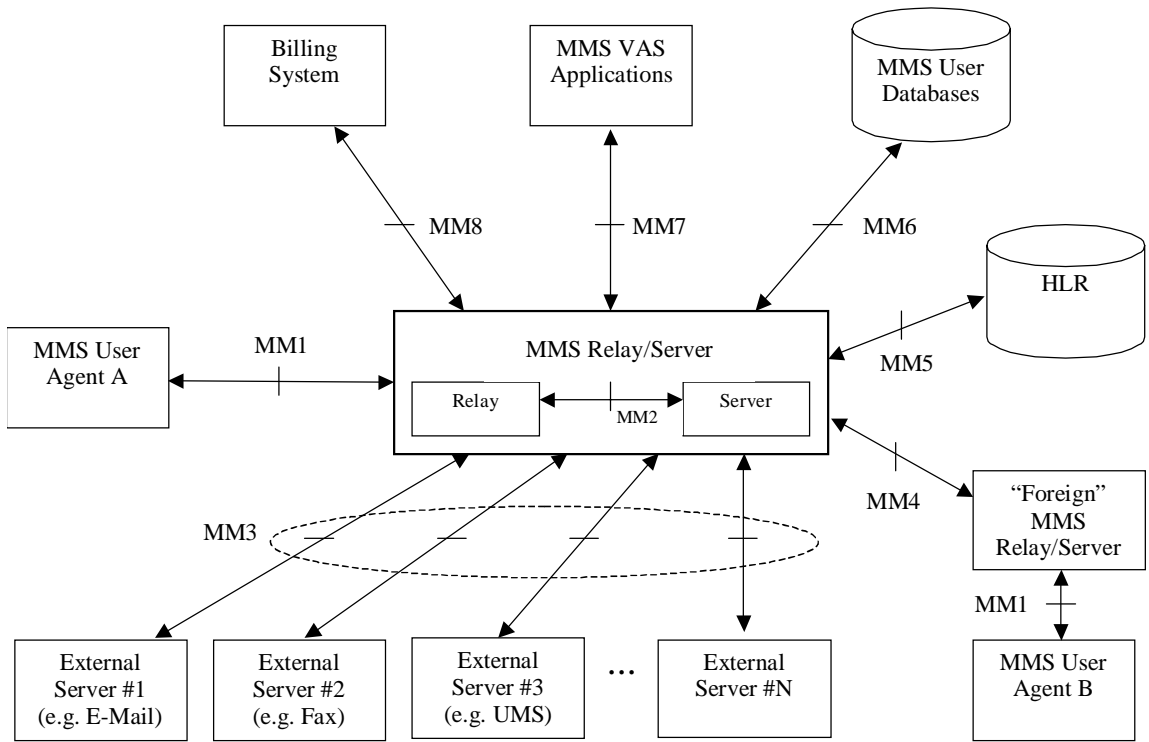 Billing
System
MMS VAS
Applications
MMS User
Databases
MM8
MM7
MM6
HLR
MMS User
Agent A
MM1
MMS Relay/Server
Relay
MM2
Server
MM5
MM4
MM3
“Foreign”
MMS
Relay/Server
MM1
External
Server #1
(e.g. E-Mail)
External
Server #2
(e.g. Fax)
External
Server #3
(e.g. UMS)
...
External
Server #N
MMS User
Agent B